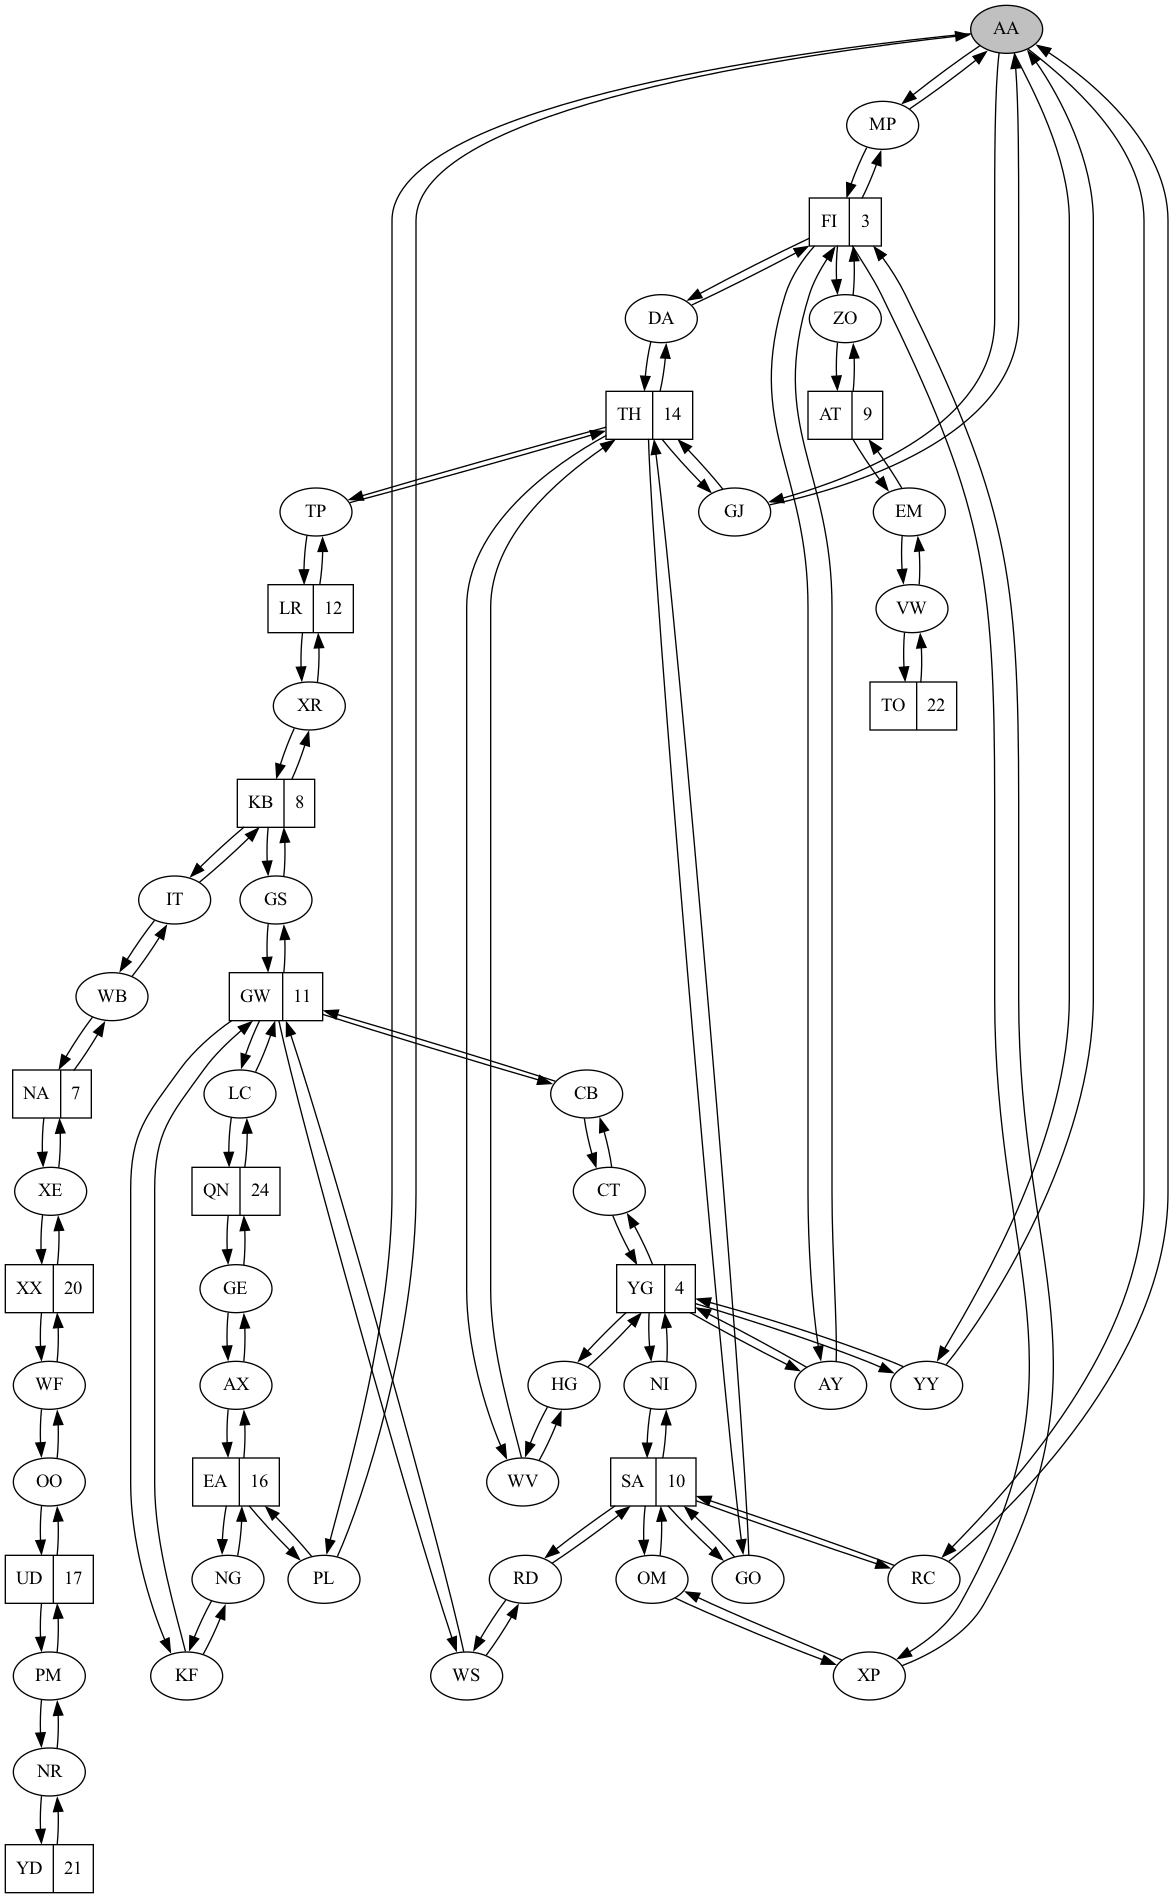 AA
MP
FI 3
DA
ZO
TH 14
AT 9
TP
GJ
EM
LR 12
VW
XR
TO 22
KB 8
IT
GS
WB
GW 11
NA 7
LC
CB
XE
QN 24
CT
XX 20
GE
YG 4
WF
AX
HG
NI
AY
YY
OO
EA 16
WV
SA 10
UD 17
NG
PL
RD
OM
GO
RC
PM
KF
WS
XP
NR
YD 21